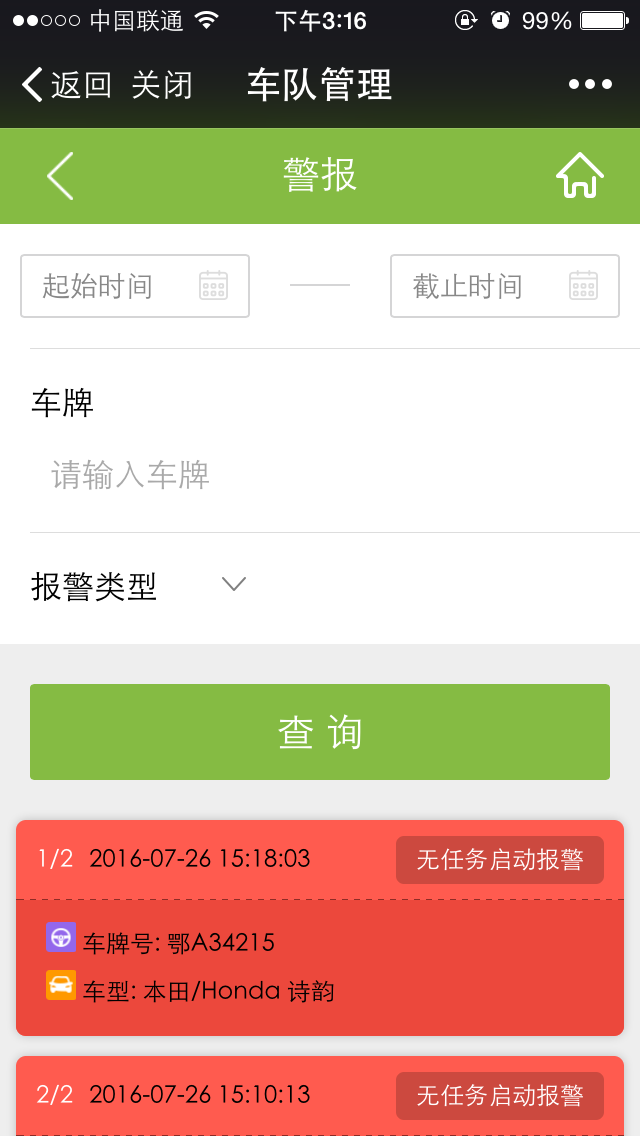 中国联通 下午3:16 99%
返回 关闭 车队管理
警报
起始时间 截止时间
车牌
请输入车牌
报警类型
查 询
1/2 2016-07-26 15:18:03 无任务启动报警
车牌号: 鄂A34215
车型: 本田/Honda 诗韵
2/2 2016-07-26 15:10:13 无任务启动报警